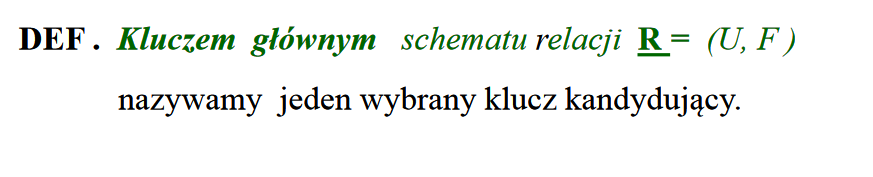 DEF . Kluczem głównym schematu relacji R = (U, F )
nazywamy jeden wybrany klucz kandydujący.